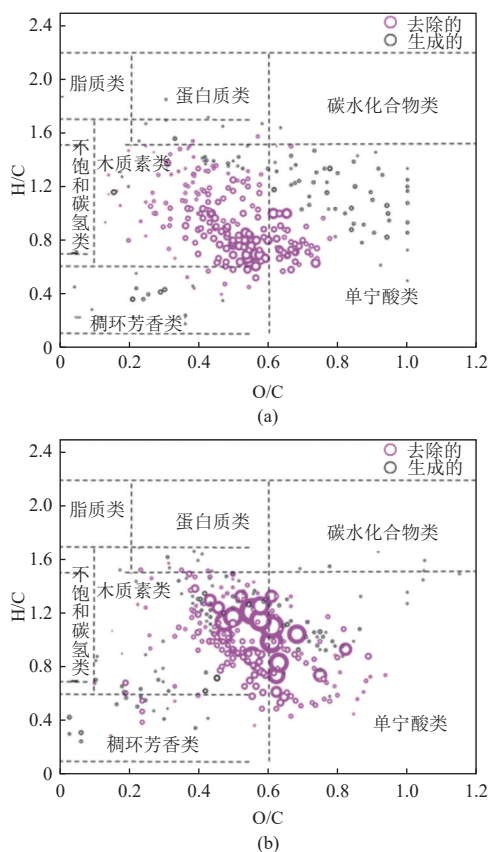 2.4
2.0
1.6
1.2
0.8
0.4
0
H/C
去除的
生成的
脂质类
蛋白质类
碳水化合物类
不饱和碳氢类
木质素类
单宁酸类
稠环芳香类
0
0.2
0.4
0.6
0.8
1.0
1.2
O/C
(a)
2.4
2.0
1.6
1.2
0.8
0.4
0
H/C
去除的
生成的
脂质类
蛋白质类
碳水化合物类
不饱和碳氢类
木质素类
单宁酸类
稠环芳香类
0
0.2
0.4
0.6
0.8
1.0
1.2
O/C
(b)